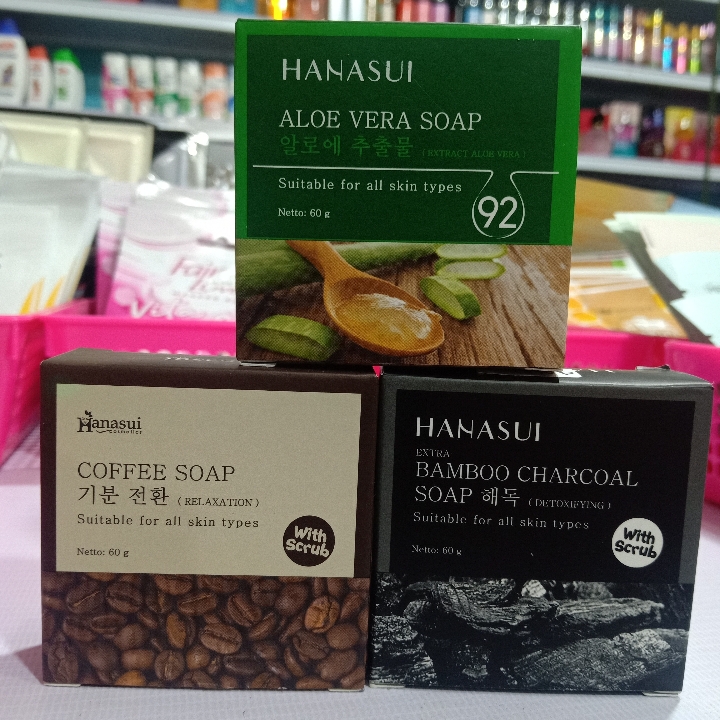 HANASUI
ALOE VERA SOAP
알로에 추출물 ( EXTRACT ALOE VERA )
Suitable for all skin types
Netto: 60 g
92
Hanasui
COFFEE SOAP
기분 전환 ( RELAXATION )
Suitable for all skin types
Netto: 60 g
With
Scrub
HANASUI
EXTRA
BAMBOO CHARCOAL
SOAP 해독 ( DETOXIFYING )
Suitable for all skin types
Netto: 60 g
With
Scrub